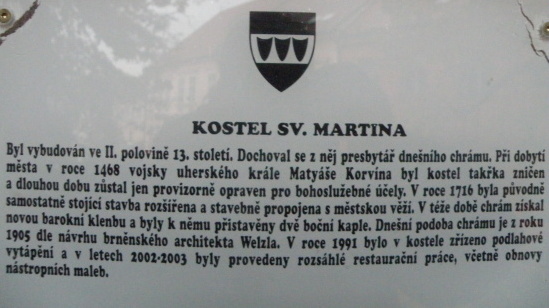 KOSTEL SV. MARTINA
Byl vybudován ve II. polovině 13. století. Dochoval se z něj presbytář dnešního chrámu. Při dobytí
města v roce 1468 vojsky uherského krále Matyáše Korvína byl kostel takřka zničen
a dlouhou dobu zůstal jen provizorně opraven pro bohoslužebné účely. V roce 1716 byla původně
samostatně stojící stavba rozšířena a stavebně propojena s městskou věží. V téže době chrám získal
novou barokní klenbu a byly k němu přistavěny dvě boční kaple. Dnešní podoba chrámu je z roku
1905 dle návrhu brněnského architekta Welzla. V roce 1991 bylo v kostele zřízeno podlahové
vytápění a v letech 2002-2003 byly provedeny rozsáhlé restaurační práce, včetně obnovy
nástropních maleb.